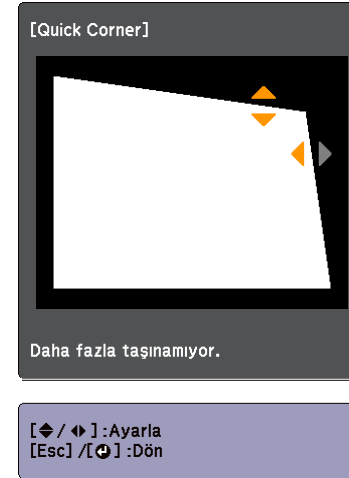 [Quick Corner]
Daha fazla taşınamıyor.
[◆/◆] :Ayarla
[Esc] /[↵] :Dön